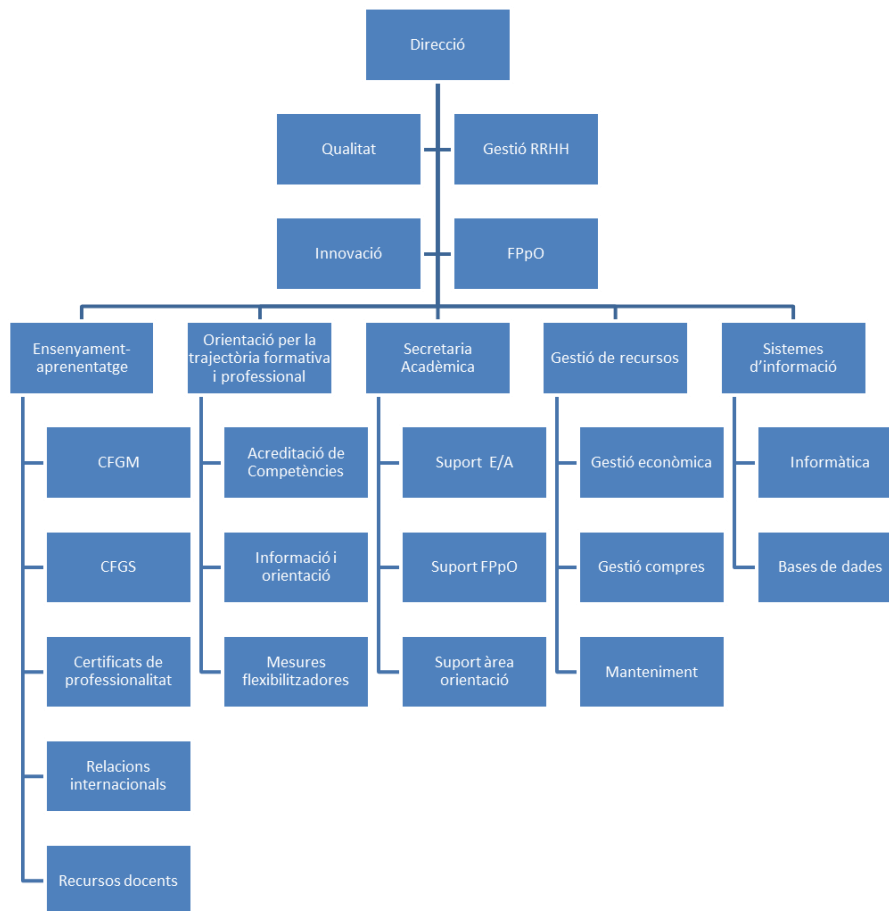 Direcció
Qualitat
Gestió RRHH
Innovació
FPpO
Ensenyament-
aprenentatge
Orientació per la
trajectòria formativa
i professional
Secretaria
Acadèmica
Gestió de recursos
Sistemes
d’informació
CFGM
Acreditació de
Competències
Suport E/A
Gestió econòmica
Informàtica
CFGS
Informació i
orientació
Suport FPpO
Gestió compres
Bases de dades
Certificats de
professionalitat
Mesures
flexibilitzadores
Suport àrea
orientació
Manteniment
Relacions
internacionals
Recursos docents